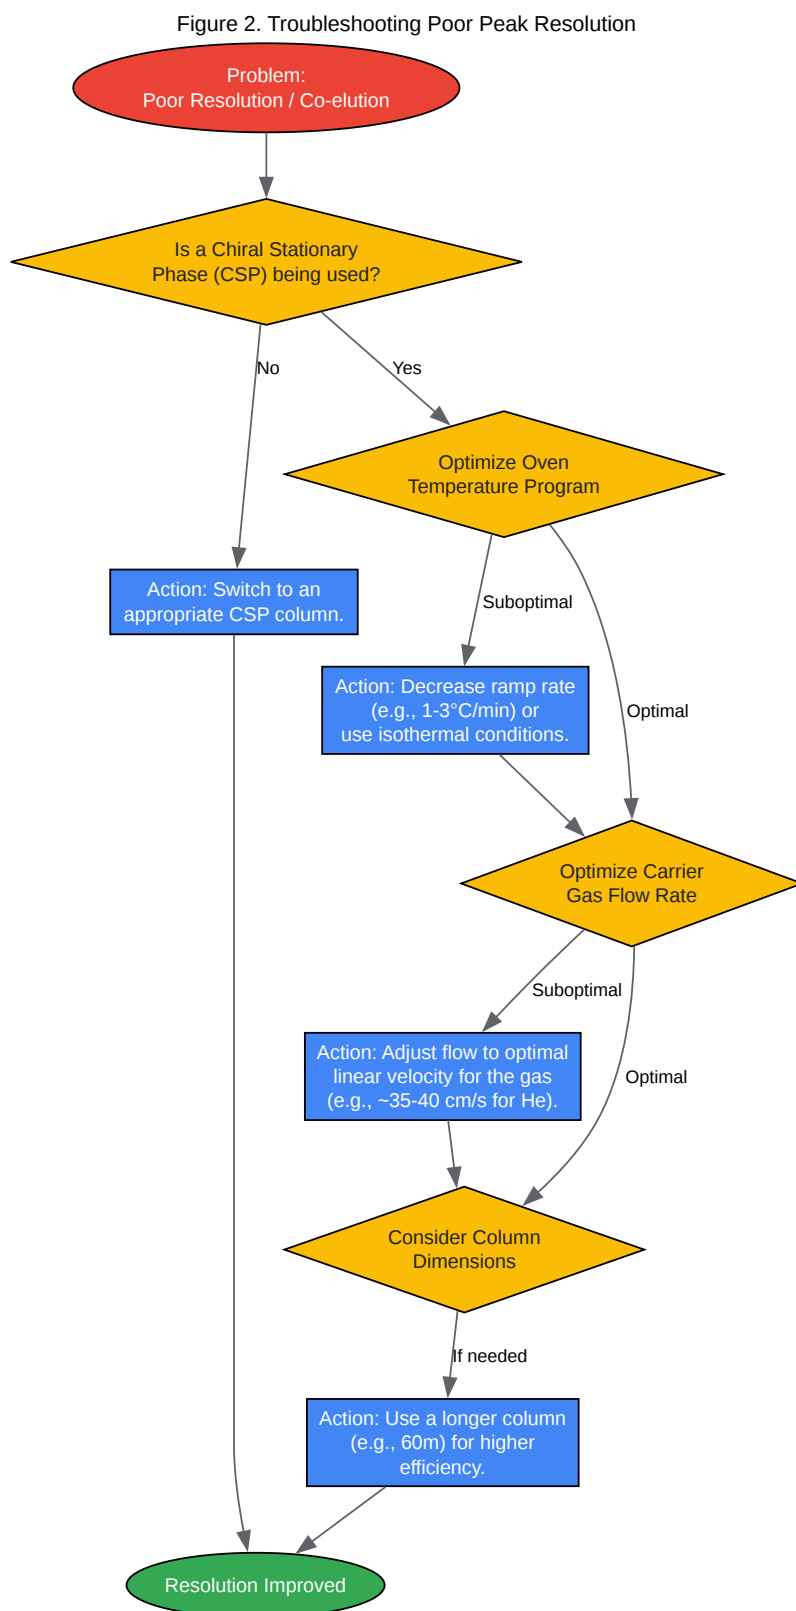 Figure 2. Troubleshooting Poor Peak Resolution
Problem:
Poor Resolution / Co-elution
Is a Chiral Stationary
Phase (CSP) being used?
No
Yes
Optimize Oven
Temperature Program
Action: Switch to an
appropriate CSP column.
Suboptimal
Action: Decrease ramp rate
(e.g., 1-3°C/min) or
use isothermal conditions.
Optimal
Optimize Carrier
Gas Flow Rate
Suboptimal
Action: Adjust flow to optimal
linear velocity for the gas
(e.g., ~35-40 cm/s for He).
Optimal
Consider Column
Dimensions
If needed
Action: Use a longer column
(e.g., 60m) for higher
efficiency.
Resolution Improved